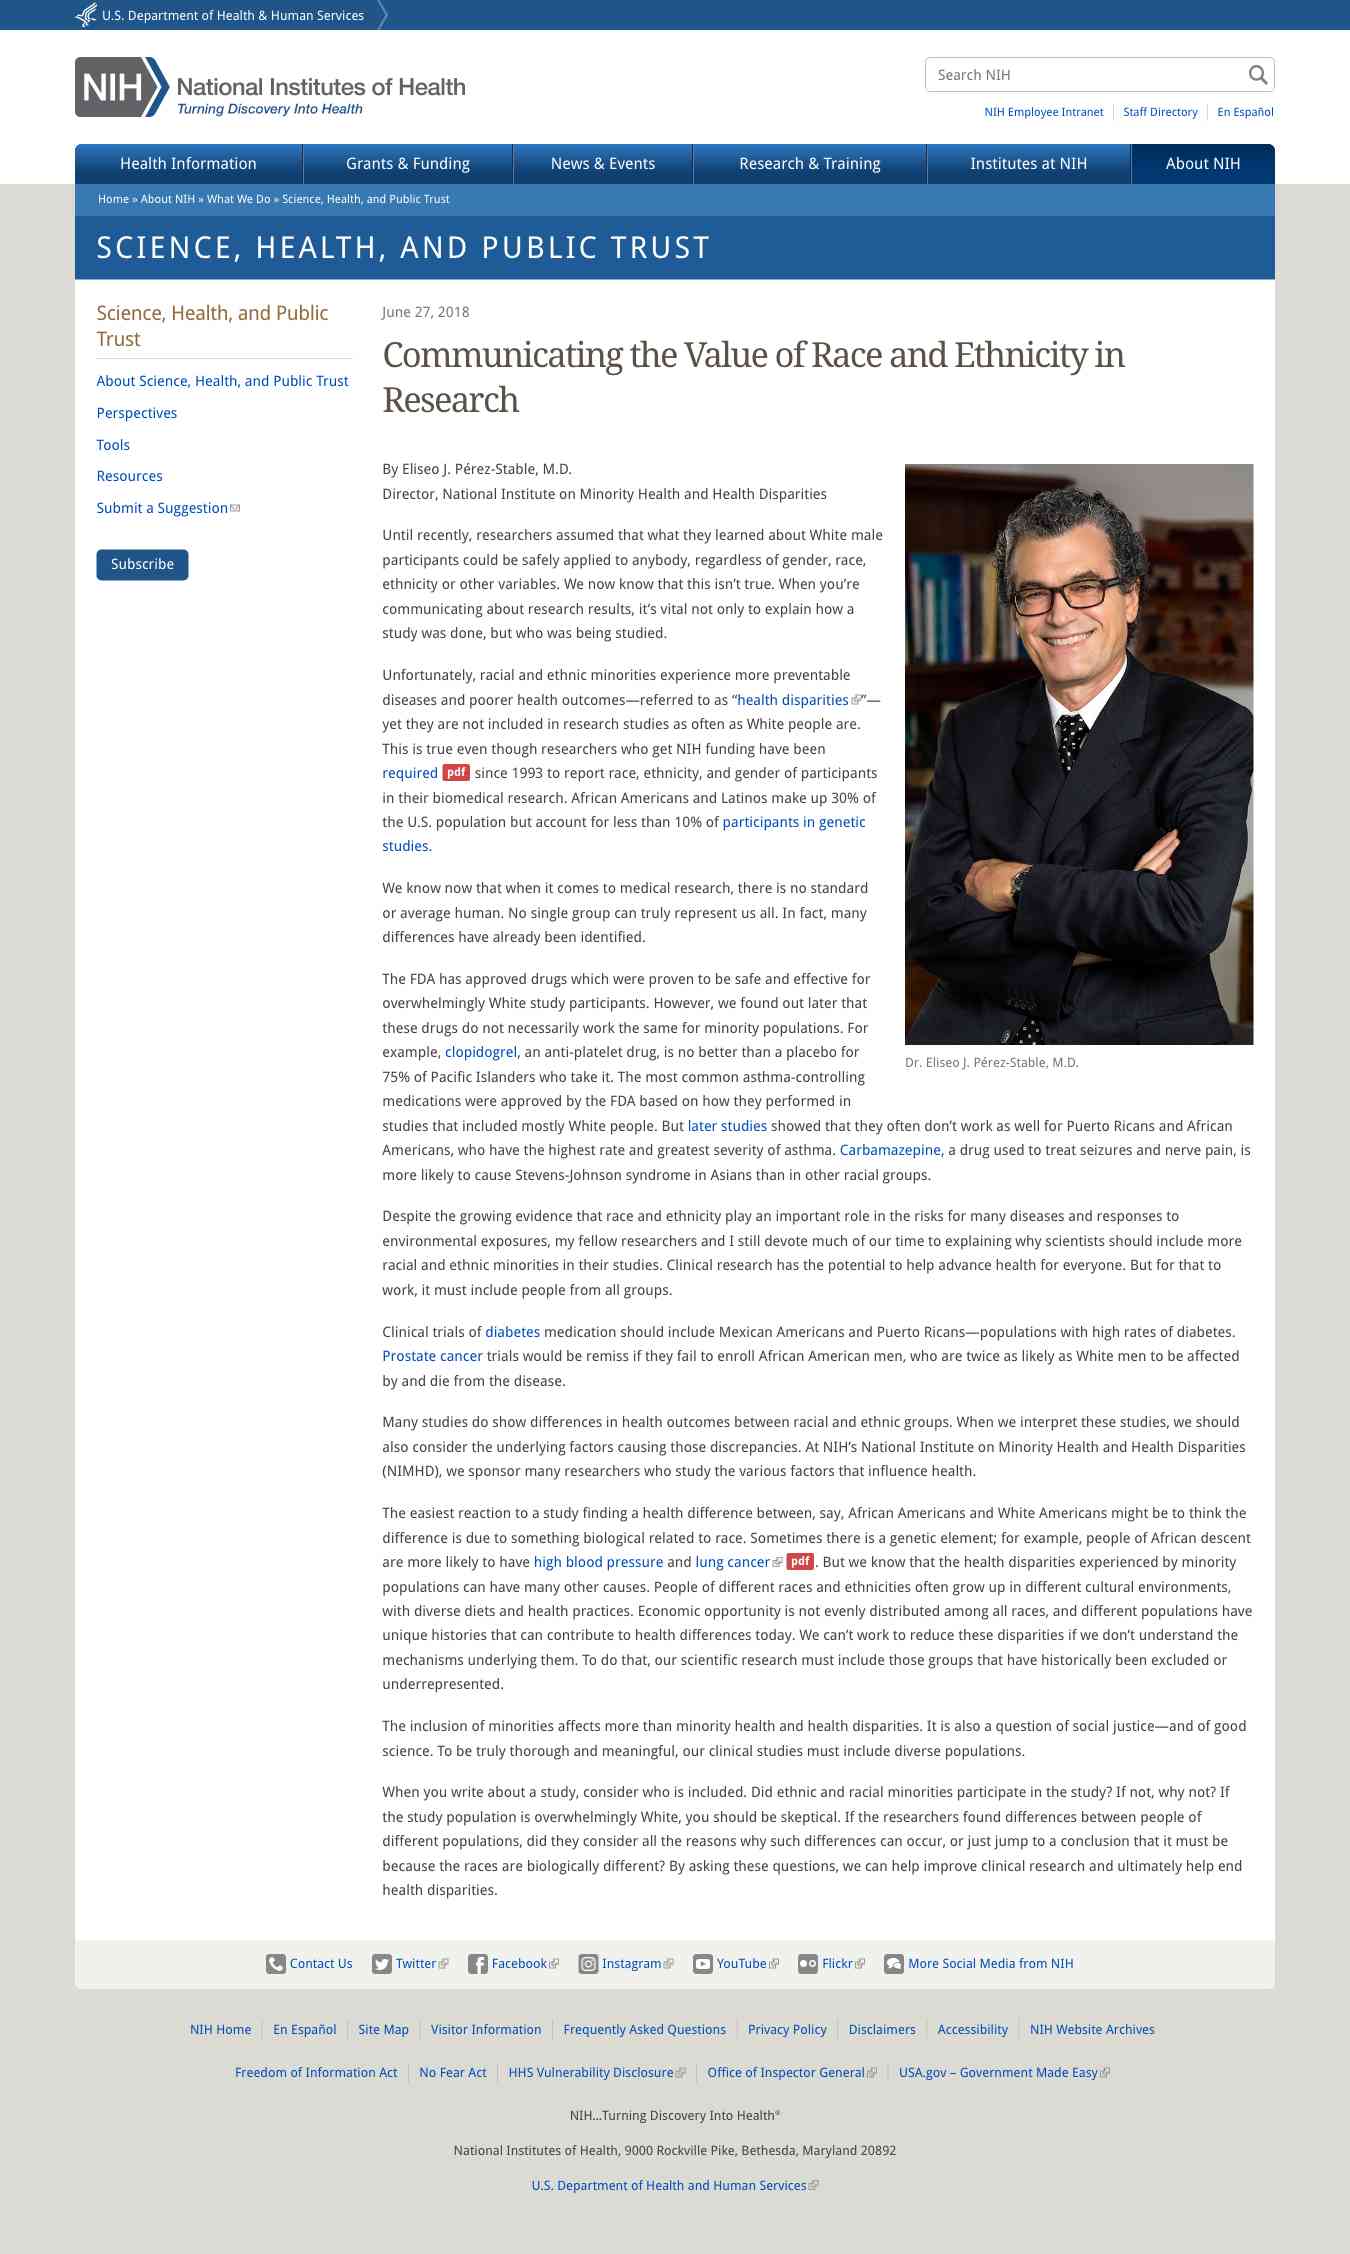 U.S. Department of Health & Human Services
NIH
National Institutes of Health
Turning Discovery Into Health
Search NIH
NIH Employee Intranet
Staff Directory
En Español
Health Information
Grants & Funding
News & Events
Research & Training
Institutes at NIH
About NIH
Home » About NIH » What We Do » Science, Health, and Public Trust
SCIENCE, HEALTH, AND PUBLIC TRUST
Science, Health, and Public
Trust
About Science, Health, and Public Trust
Perspectives
Tools
Resources
Submit a Suggestion
Subscribe
June 27, 2018
Communicating the Value of Race and Ethnicity in
Research
By Eliseo J. Pérez-Stable, M.D.
Director, National Institute on Minority Health and Health Disparities
Until recently, researchers assumed that what they learned about White male
participants could be safely applied to anybody, regardless of gender, race,
ethnicity or other variables. We now know that this isn’t true. When you’re
communicating about research results, it’s vital not only to explain how a
study was done, but who was being studied.
Unfortunately, racial and ethnic minorities experience more preventable
diseases and poorer health outcomes—referred to as “health disparities”—
yet they are not included in research studies as often as White people are.
This is true even though researchers who get NIH funding have been
required pdf since 1993 to report race, ethnicity, and gender of participants
in their biomedical research. African Americans and Latinos make up 30% of
the U.S. population but account for less than 10% of participants in genetic
studies.
We know now that when it comes to medical research, there is no standard
or average human. No single group can truly represent us all. In fact, many
differences have already been identified.
The FDA has approved drugs which were proven to be safe and effective for
overwhelmingly White study participants. However, we found out later that
these drugs do not necessarily work the same for minority populations. For
example, clopidogrel, an anti-platelet drug, is no better than a placebo for
75% of Pacific Islanders who take it. The most common asthma-controlling
medications were approved by the FDA based on how they performed in
studies that included mostly White people. But later studies showed that they often don’t work as well for Puerto Ricans and African
Americans, who have the highest rate and greatest severity of asthma. Carbamazepine, a drug used to treat seizures and nerve pain, is
more likely to cause Stevens-Johnson syndrome in Asians than in other racial groups.
Dr. Eliseo J. Pérez-Stable, M.D.
Despite the growing evidence that race and ethnicity play an important role in the risks for many diseases and responses to
environmental exposures, my fellow researchers and I still devote much of our time to explaining why scientists should include more
racial and ethnic minorities in their studies. Clinical research has the potential to help advance health for everyone. But for that to
work, it must include people from all groups.
Clinical trials of diabetes medication should include Mexican Americans and Puerto Ricans—populations with high rates of diabetes.
Prostate cancer trials would be remiss if they fail to enroll African American men, who are twice as likely as White men to be affected
by and die from the disease.
Many studies do show differences in health outcomes between racial and ethnic groups. When we interpret these studies, we should
also consider the underlying factors causing those discrepancies. At NIH’s National Institute on Minority Health and Health Disparities
(NIMHD), we sponsor many researchers who study the various factors that influence health.
The easiest reaction to a study finding a health difference between, say, African Americans and White Americans might be to think the
difference is due to something biological related to race. Sometimes there is a genetic element; for example, people of African descent
are more likely to have high blood pressure and lung cancer pdf. But we know that the health disparities experienced by minority
populations can have many other causes. People of different races and ethnicities often grow up in different cultural environments,
with diverse diets and health practices. Economic opportunity is not evenly distributed among all races, and different populations have
unique histories that can contribute to health differences today. We can’t work to reduce these disparities if we don’t understand the
mechanisms underlying them. To do that, our scientific research must include those groups that have historically been excluded or
underrepresented.
The inclusion of minorities affects more than minority health and health disparities. It is also a question of social justice—and of good
science. To be truly thorough and meaningful, our clinical studies must include diverse populations.
When you write about a study, consider who is included. Did ethnic and racial minorities participate in the study? If not, why not? If
the study population is overwhelmingly White, you should be skeptical. If the researchers found differences between people of
different populations, did they consider all the reasons why such differences can occur, or just jump to a conclusion that it must be
because the races are biologically different? By asking these questions, we can help improve clinical research and ultimately help end
health disparities.
Contact Us
Twitter
Facebook
Instagram
YouTube
Flickr
More Social Media from NIH
NIH Home
En Español
Site Map
Visitor Information
Frequently Asked Questions
Privacy Policy
Disclaimers
Accessibility
NIH Website Archives
Freedom of Information Act
No Fear Act
HHS Vulnerability Disclosure
Office of Inspector General
USA.gov – Government Made Easy
NIH…Turning Discovery Into Health®
National Institutes of Health, 9000 Rockville Pike, Bethesda, Maryland 20892
U.S. Department of Health and Human Services